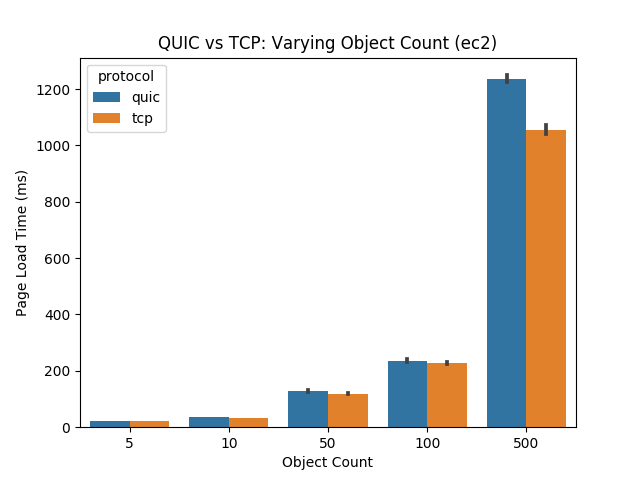 QUIC vs TCP: Varying Object Count (ec2)
protocol
quic
tcp
Page Load Time (ms)
1200
1000
800
600
400
200
0
5 10 50 100 500
Object Count